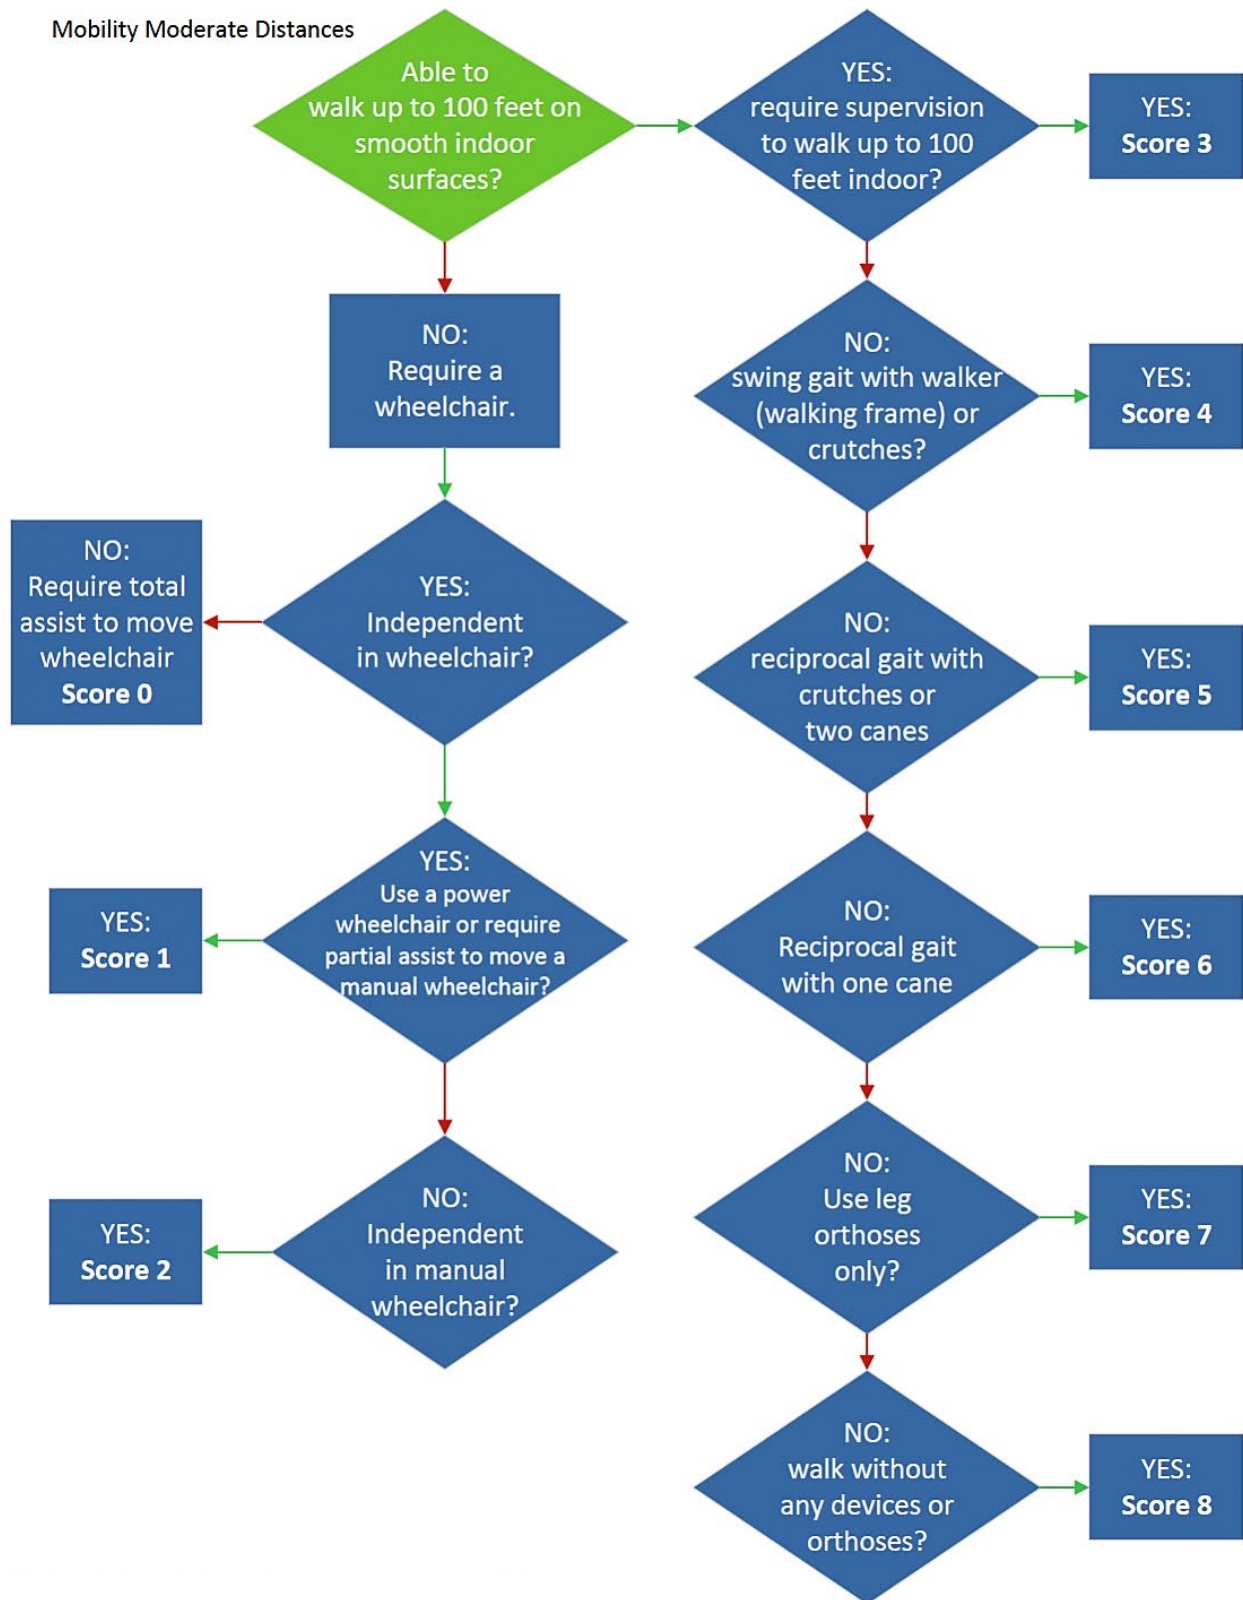 Mobility Moderate Distances
Able to
walk up to 100 feet on
smooth indoor
surfaces?
YES:
require supervision
to walk up to 100
feet indoor?
YES:
Score 3
NO:
Require a
wheelchair.
NO:
swing gait with walker
(walking frame) or
crutches?
YES:
Score 4
NO:
Require total
assist to move
wheelchair
Score 0
YES:
Independent
in wheelchair?
NO:
reciprocal gait with
crutches or
two canes
YES:
Score 5
YES:
Score 1
YES:
Use a power
wheelchair or require
partial assist to move a
manual wheelchair?
NO:
Reciprocal gait
with one cane
YES:
Score 6
YES:
Score 2
NO:
Independent
in manual
wheelchair?
NO:
Use leg
orthoses
only?
YES:
Score 7
NO:
walk without
any devices or
orthoses?
YES:
Score 8